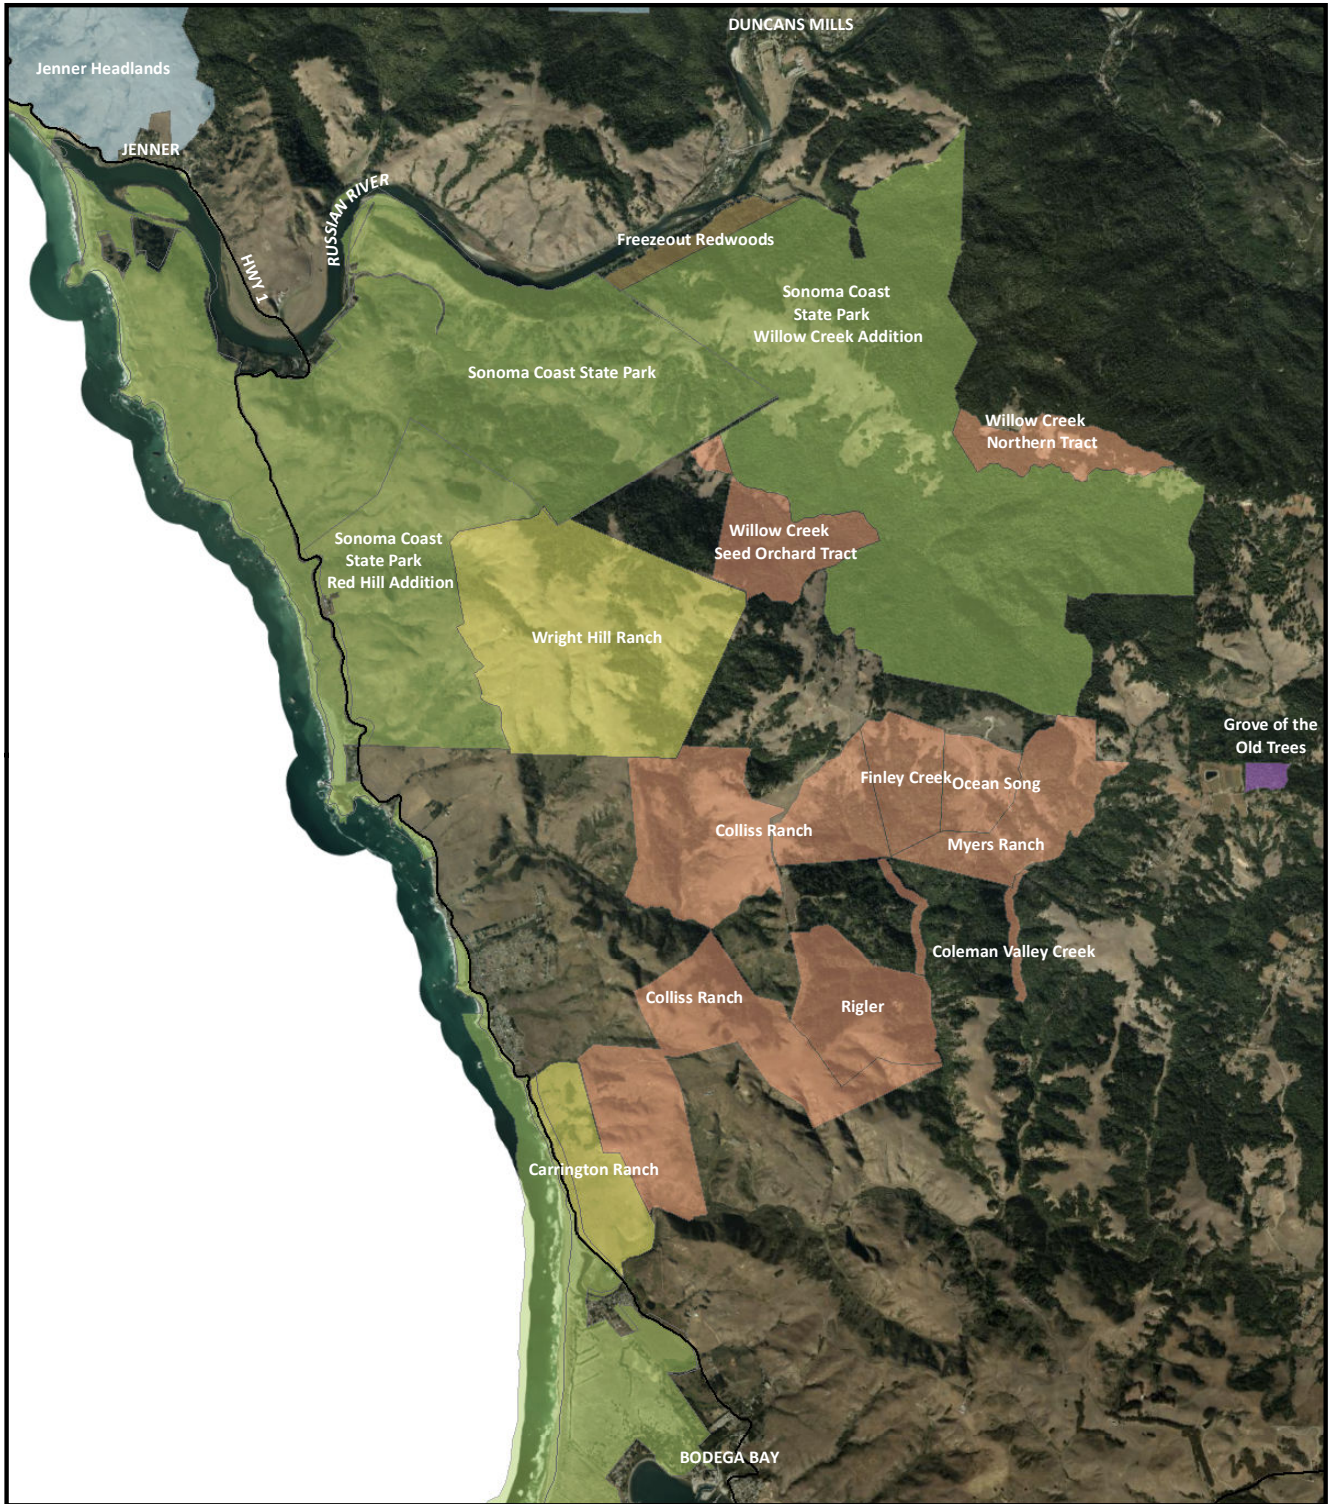 DUNCANS MILLS
Jenner Headlands
JENNER
RUSSIAN RIVER
HWY 1
Freezeout Redwoods
Sonoma Coast
State Park
Willow Creek Addition
Sonoma Coast State Park
Willow Creek
Northern Tract
Willow Creek
Seed Orchard Tract
Sonoma Coast
State Park
Red Hill Addition
Wright Hill Ranch
Grove of the
Old Trees
Finley Creek
Ocean Song
Colliss Ranch
Myers Ranch
Coleman Valley Creek
Colliss Ranch
Rigler
Carrington Ranch
BODEGA BAY